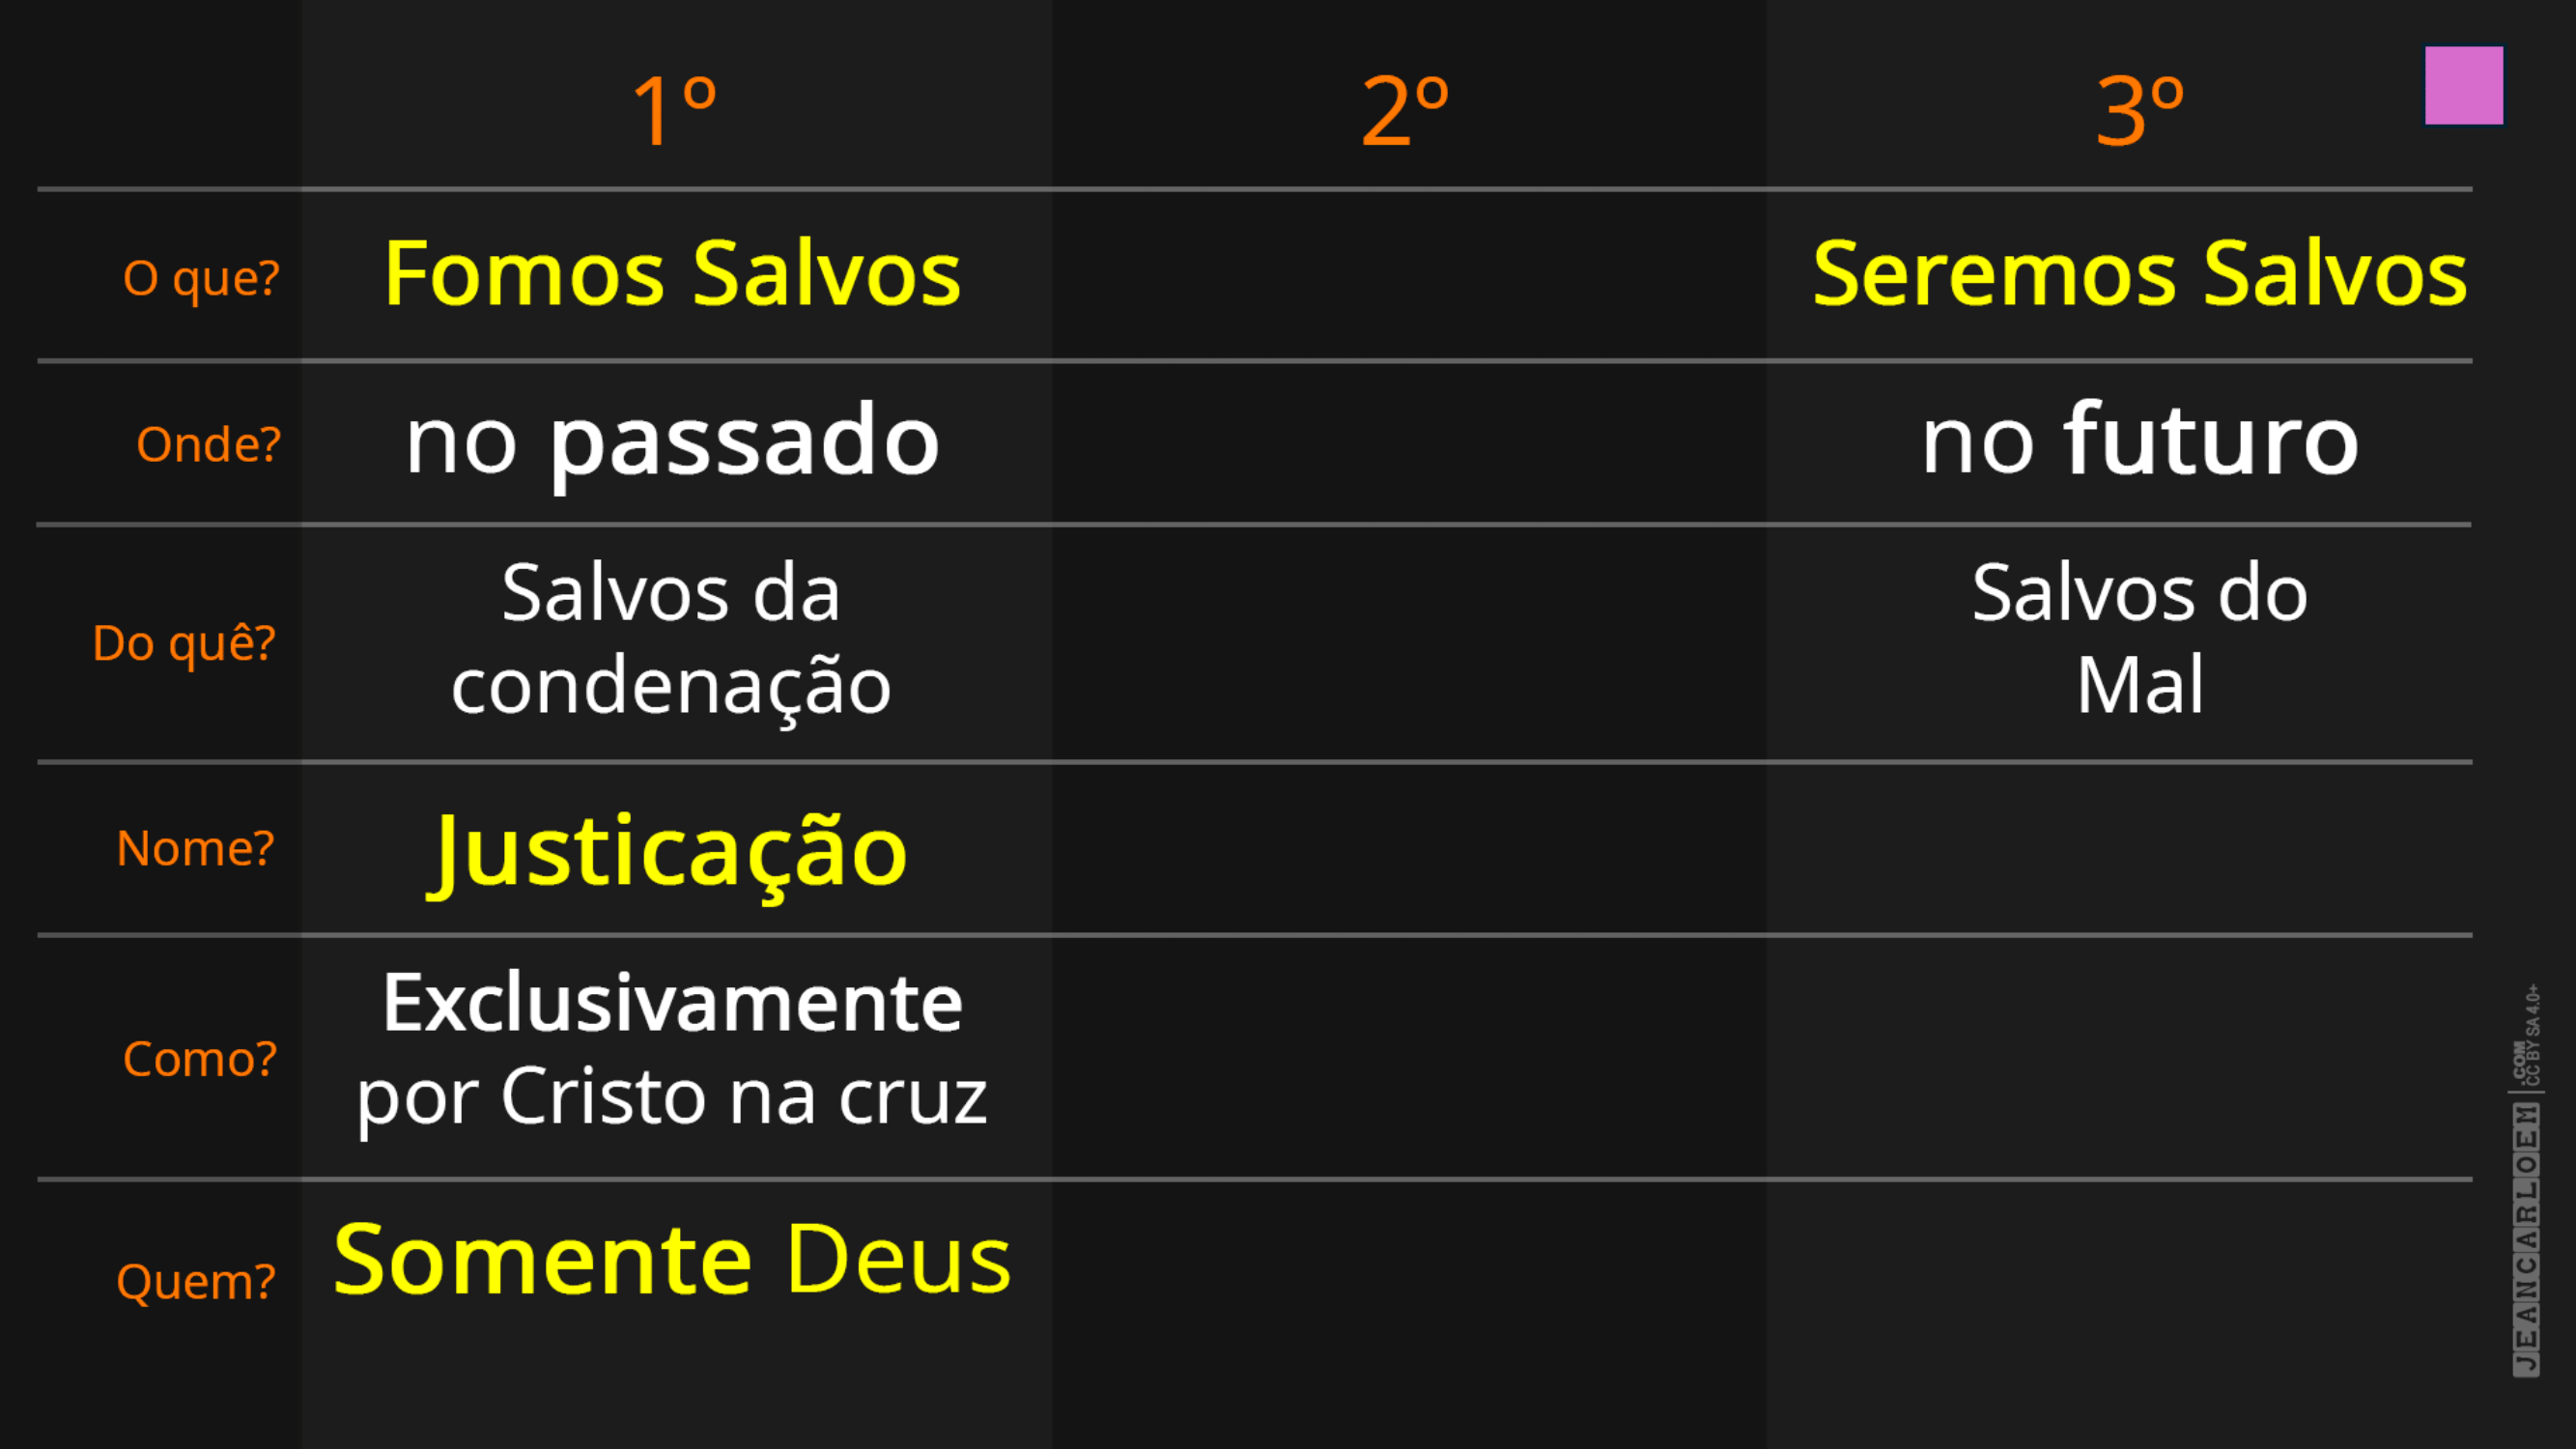 1º 2º 3º
O que? Fomos Salvos Seremos Salvos
Onde? no passado no futuro
Do quê? Salvos da Salvos do
condenação Mal
Nome? Justicação
Como? Exclusivamente
por Cristo na cruz
Quem? Somente Deus
JEANCARLOEM .COM
CC BY SA 4.0+